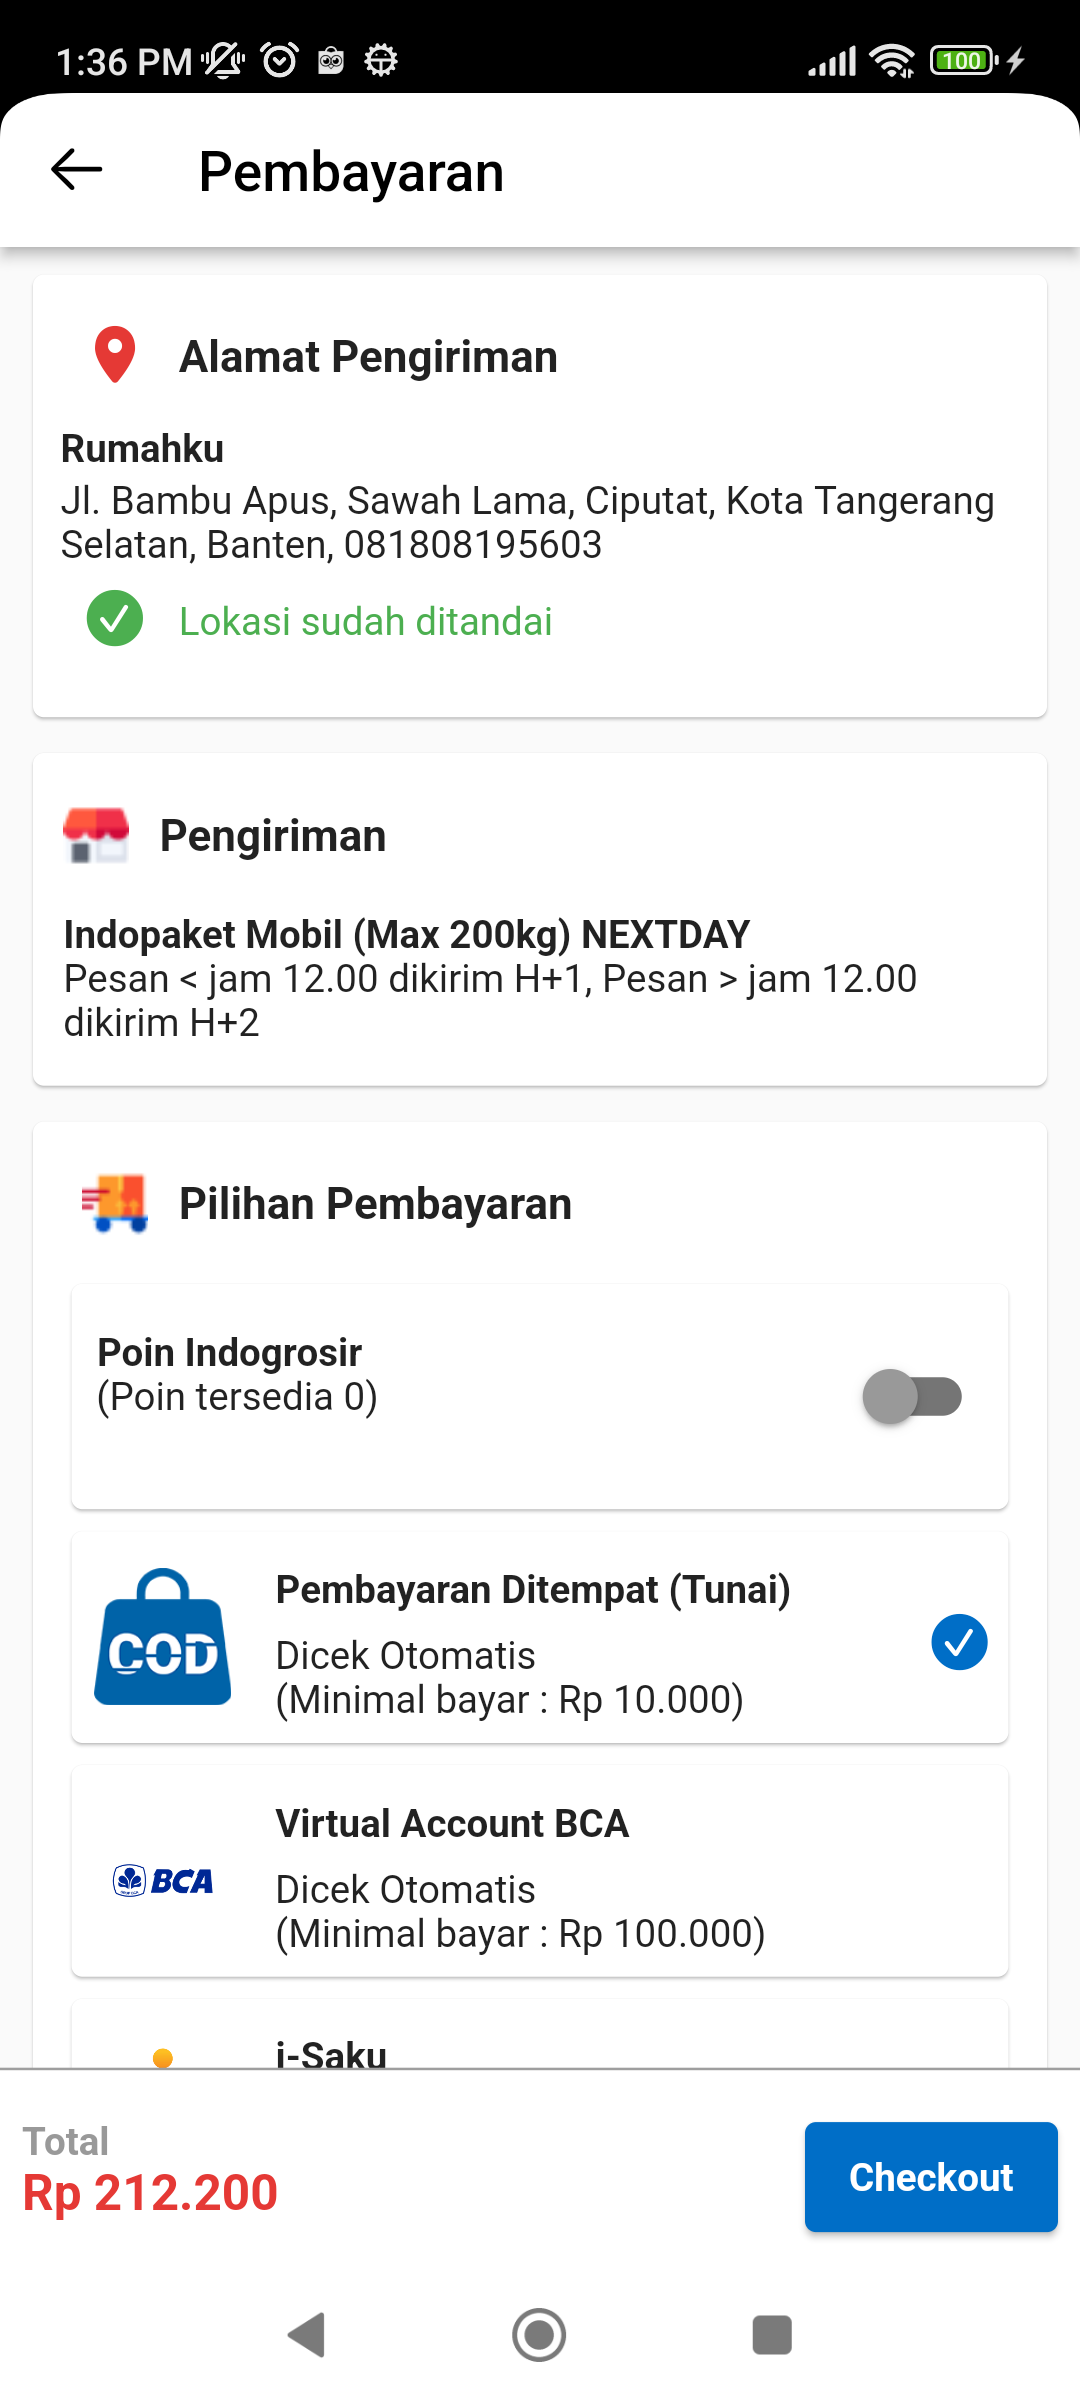 1:36 PM
100
Pembayaran
Alamat Pengiriman
Rumahku
Jl. Bambu Apus, Sawah Lama, Ciputat, Kota Tangerang
Selatan, Banten, 081808195603
Lokasi sudah ditandai
Pengiriman
Indopaket Mobil (Max 200kg) NEXTDAY
Pesan < jam 12.00 dikirim H+1, Pesan > jam 12.00
dikirim H+2
Pilihan Pembayaran
Poin Indogrosir
(Poin tersedia 0)
COD
Pembayaran Ditempat (Tunai)
Dicek Otomatis
(Minimal bayar : Rp 10.000)
Virtual Account BCA
BCA
Dicek Otomatis
(Minimal bayar : Rp 100.000)
i-Saku
Total
Rp 212.200
Checkout